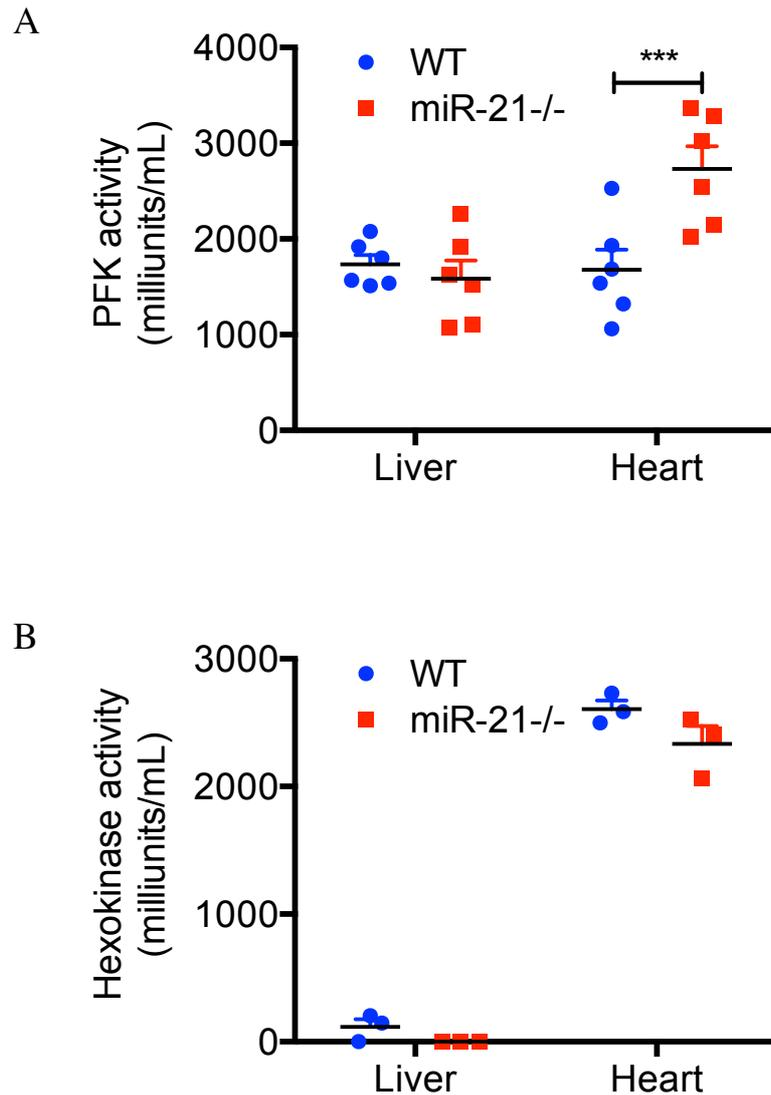 A
4000
3000
2000
1000
0
PFK activity
(milliunits/mL)
WT
miR-21-/-
***
Liver
Heart
B
3000
2000
1000
0
Hexokinase activity
(milliunits/mL)
WT
miR-21-/-
Liver
Heart